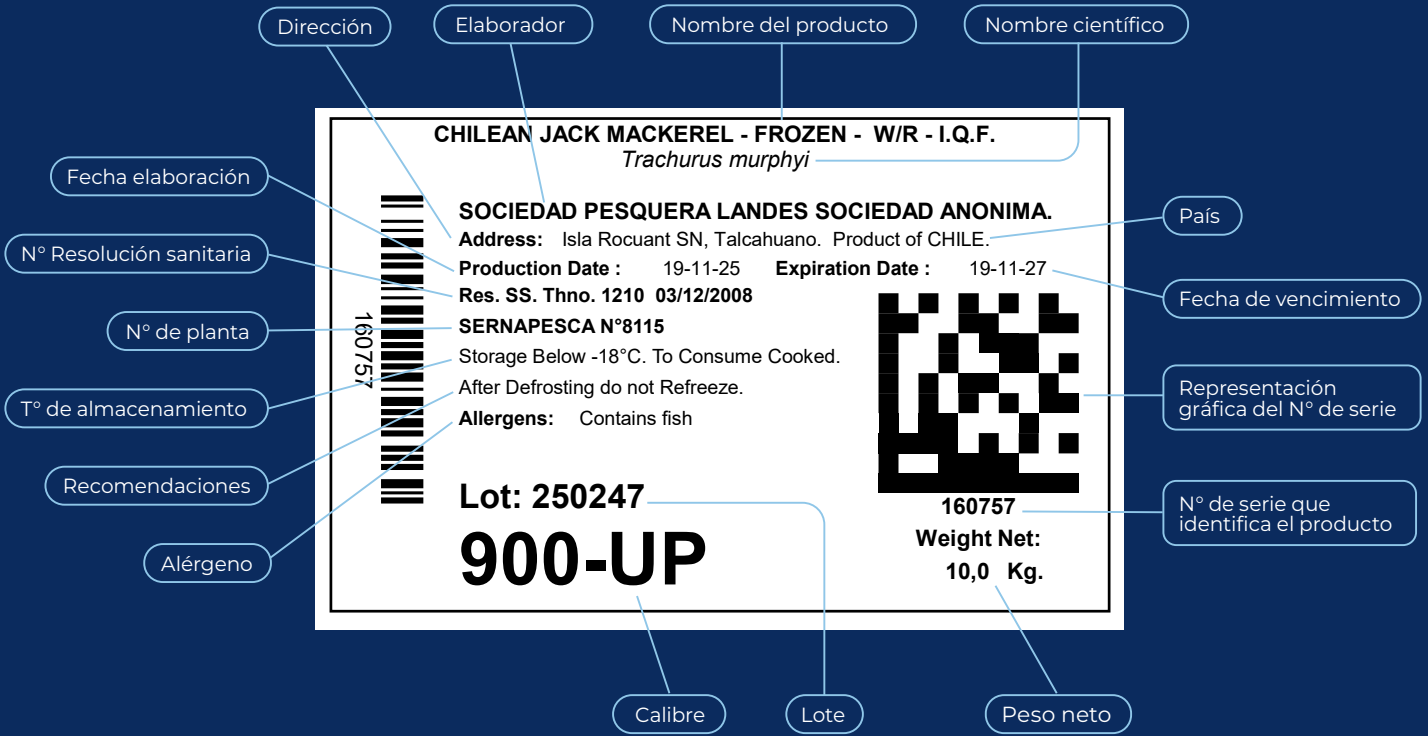 Dirección
Elaborador
Nombre del producto
Nombre científico
CHILEAN JACK MACKEREL - FROZEN - W/R - I.Q.F.
Trachurus murphyi
Fecha elaboración
N° Resolución sanitaria
N° de planta
T° de almacenamiento
Recomendaciones
Alérgeno
160757
SOCIEDAD PESQUERA LANDES SOCIEDAD ANONIMA.
Address: Isla Rocuant SN, Talcahuano. Product of CHILE.
Production Date : 19-11-25 Expiration Date : 19-11-27
Res. SS. Thno. 1210 03/12/2008
SERNAPESCA N°8115
Storage Below -18°C. To Consume Cooked.
After Defrosting do not Refreeze.
Allergens: Contains fish
Lot: 250247
900-UP
160757
Weight Net:
10,0 Kg.
País
Fecha de vencimiento
Representación
gráfica del N° de serie
N° de serie que
identifica el producto
Calibre
Lote
Peso neto